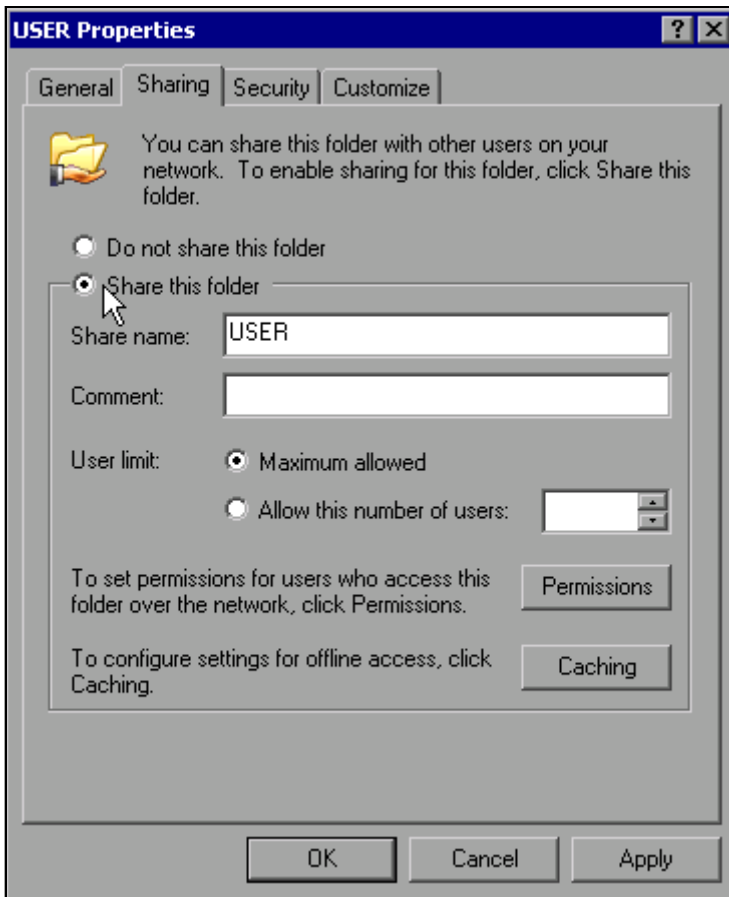 USER Properties
General Sharing Security Customize
You can share this folder with other users on your
network. To enable sharing for this folder, click Share this
folder.
Do not share this folder
Share this folder
Share name: USER
Comment:
User limit: Maximum allowed
Allow this number of users:
To set permissions for users who access this
folder over the network, click Permissions.
Permissions
To configure settings for offline access, click
Caching.
Caching
OK Cancel Apply